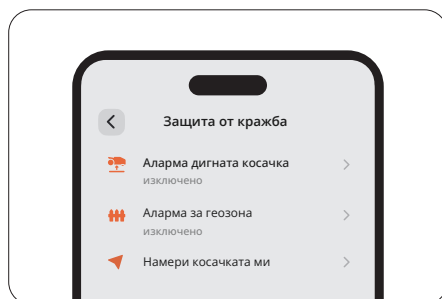 Защита от кражба
Аларма дигната косачка
изключено
Аларма за геозона
изключено
Намери косачката ми